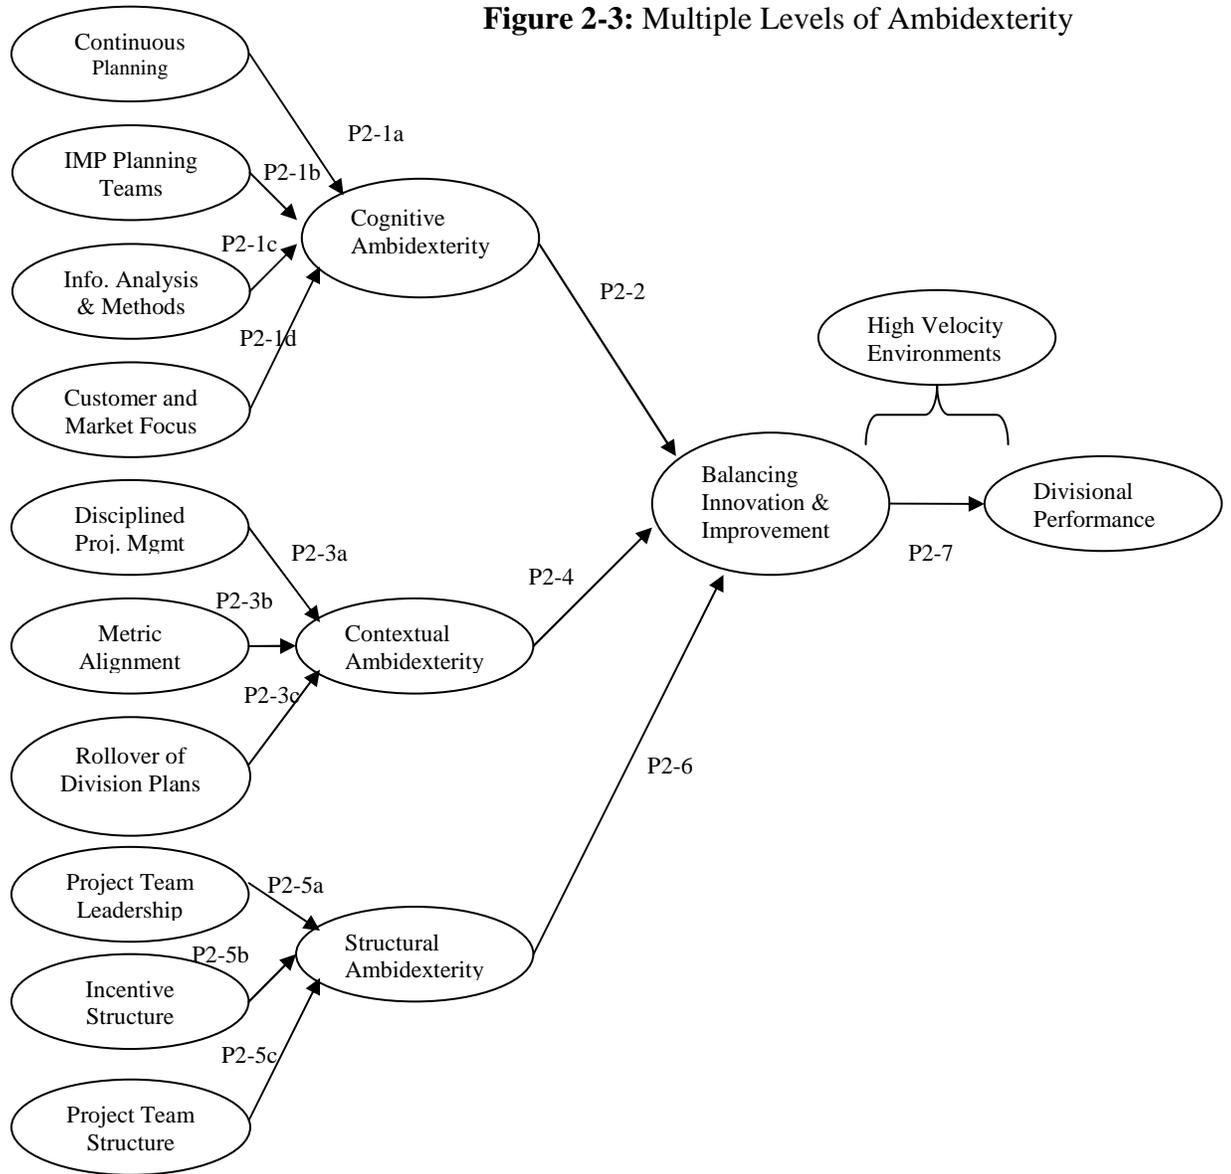 Figure 2-3: Multiple Levels of Ambidexterity
Continuous
Planning
P2-1a
IMP Planning
Teams
P2-1b
Cognitive
Ambidexterity
P2-1c
Info. Analysis
& Methods
P2-2
P2-1d
High Velocity
Environments
Customer and
Market Focus
Balancing
Innovation &
Improvement
Divisional
Performance
P2-7
Disciplined
Proj. Mgmt
P2-3a
P2-4
P2-3b
Metric
Alignment
Contextual
Ambidexterity
P2-3c
Rollover of
Division Plans
P2-6
Project Team
Leadership
P2-5a
P2-5b
Structural
Ambidexterity
Incentive
Structure
P2-5c
Project Team
Structure